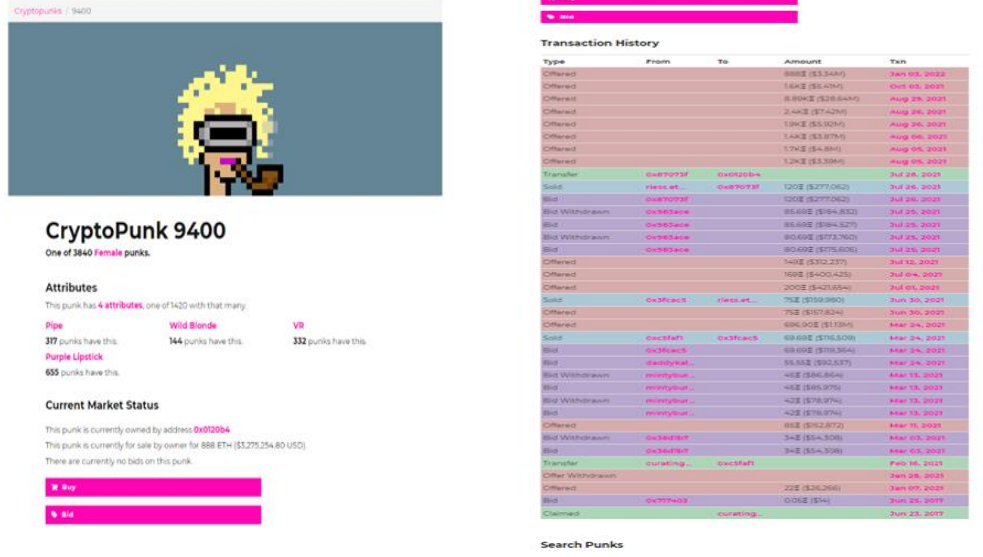 Cryptopunks / 9400
CryptoPunk 9400
One of 3840 Female punks.
Attributes
This punk has 4 attributes, one of 1420 with that many.
Pipe Wild Blonde VR
317 punks have this. 144 punks have this. 332 punks have this.
Purple Lipstick
655 punks have this.
Current Market Status
This punk is currently owned by address 0x0120b4
This punk is currently for sale by owner for 888 ETH ($3,275,254.80 USD)
There are currently no bids on this punk.
Buy
Bid
Bid
Transaction History
Type From To Amount Txn
Offered 888Ξ ($3.34M) Jan 03, 2022
Offered 1.6KΞ ($5.41M) Oct 03, 2021
Offered 8.89KΞ ($28.64M) Aug 29, 2021
Offered 2.4KΞ ($7.42M) Aug 26, 2021
Offered 1.9KΞ ($5.92M) Aug 26, 2021
Offered 1.4KΞ ($3.87M) Aug 06, 2021
Offered 1.7KΞ ($4.8M) Aug 05, 2021
Offered 1.2KΞ ($3.39M) Aug 05, 2021
Transfer 0x87073f 0x0120b4 Jul 28, 2021
Sold riess.et... 0x87073f 120Ξ ($277,062) Jul 26, 2021
Bid 0x87073f 120Ξ ($277,062) Jul 26, 2021
Bid Withdrawn 0x983ace 85.69Ξ ($184,832) Jul 25, 2021
Bid 0x983ace 85.69Ξ ($184,527) Jul 25, 2021
Bid Withdrawn 0x983ace 80.69Ξ ($173,760) Jul 25, 2021
Bid 0x983ace 80.69Ξ ($175,608) Jul 25, 2021
Offered 149Ξ ($312,237) Jul 12, 2021
Offered 169Ξ ($400,425) Jul 04, 2021
Offered 200Ξ ($421,654) Jul 01, 2021
Sold 0x3fcac5 riess.et... 75Ξ ($159,980) Jun 30, 2021
Offered 75Ξ ($157,824) Jun 30, 2021
Offered 696.90Ξ ($1.13M) Mar 24, 2021
Sold 0xc5faf1 0x3fcac5 69.69Ξ ($116,509) Mar 24, 2021
Bid 0x3fcac5 69.69Ξ Mar 24, 2021
Bid 55.55Ξ ($92,537) Mar 24, 2021
Bid Withdrawn mintybur... 45Ξ ($86,864) Mar 13, 2021
Bid mintybur... 45Ξ ($85,975) Mar 13, 2021
Bid Withdrawn mintybur... 42Ξ ($78,974) Mar 13, 2021
Bid mintybur... 42Ξ ($78,974) Mar 13, 2021
Offered 85Ξ ($152,872) Mar 11, 2021
Bid Withdrawn 34Ξ ($54,308) Mar 03, 2021
Bid 34Ξ ($54,308) Mar 03, 2021
Transfer curating... 0xc5faf1 Feb 16, 2021
Offer Withdrawn Jan 28, 2021
Offered 22Ξ ($26,266) Jan 07, 2021
Bid 0x717403 0.05Ξ ($14) Jun 25, 2017
Claimed curating... Jun 23, 2017
Search Punks